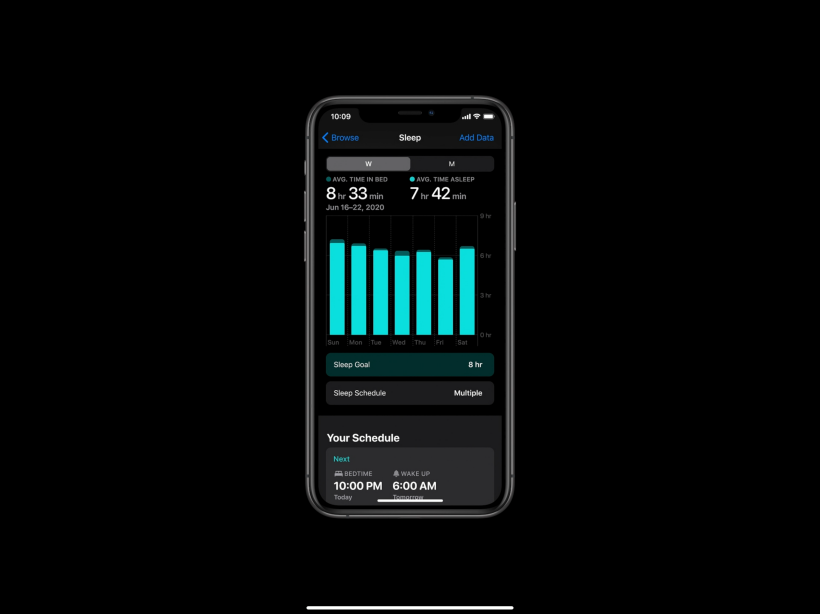 10:09
Browse Sleep Add Data
W M
AVG. TIME IN BED AVG. TIME ASLEEP
8 hr 33 min 7 hr 42 min
Jun 16–22, 2020
9 hr
6 hr
3 hr
0 hr
Sun Mon Tue Wed Thu Fri Sat
Sleep Goal 8 hr
Sleep Schedule Multiple
Your Schedule
Next
BEDTIME WAKE UP
10:00 PM 6:00 AM
Today Tomorrow